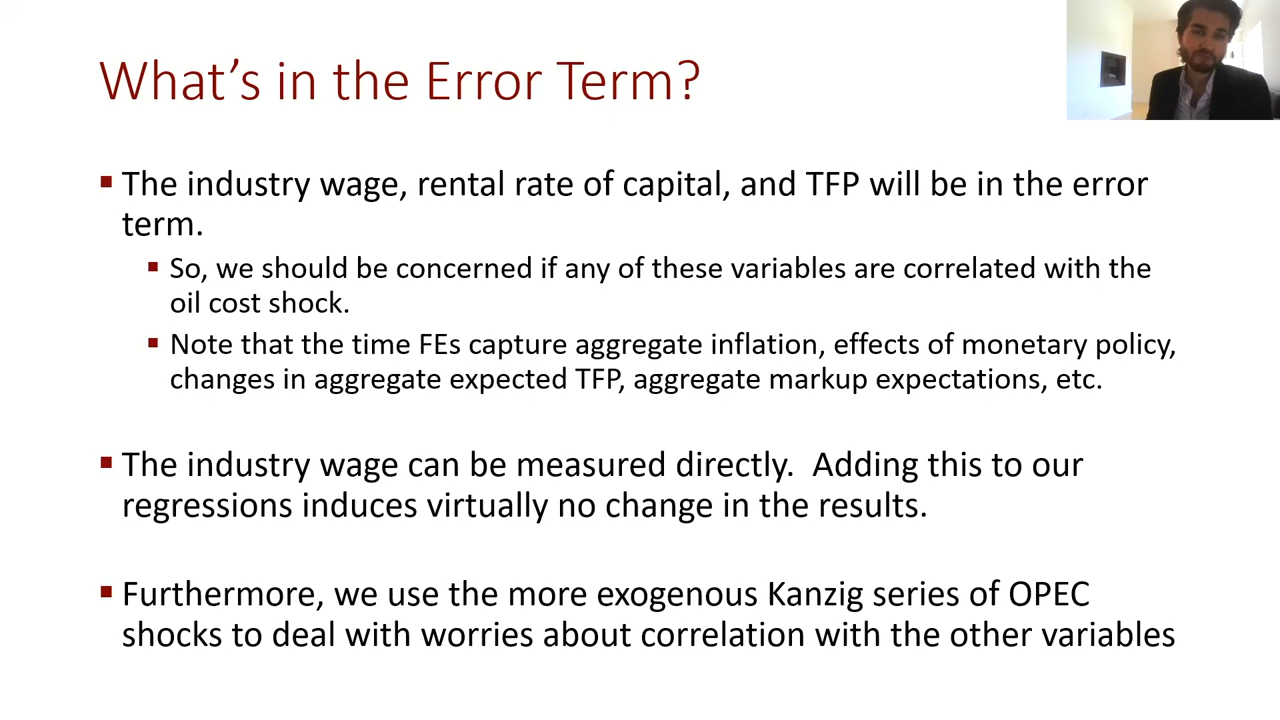 What's in the Error Term?
The industry wage, rental rate of capital, and TFP will be in the error
term.
So, we should be concerned if any of these variables are correlated with the
oil cost shock.
Note that the time FEs capture aggregate inflation, effects of monetary policy,
changes in aggregate expected TFP, aggregate markup expectations, etc.
The industry wage can be measured directly.  Adding this to our
regressions induces virtually no change in the results.
Furthermore, we use the more exogenous Kanzig series of OPEC
shocks to deal with worries about correlation with the other variables